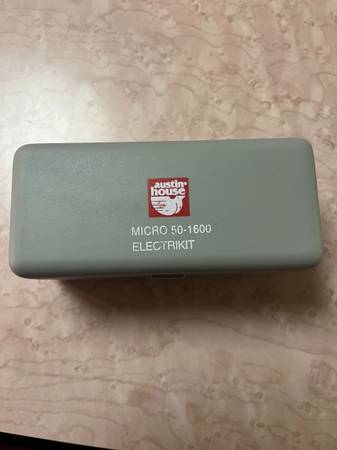 austin
house
MICRO 50-1600
ELECTRIKIT